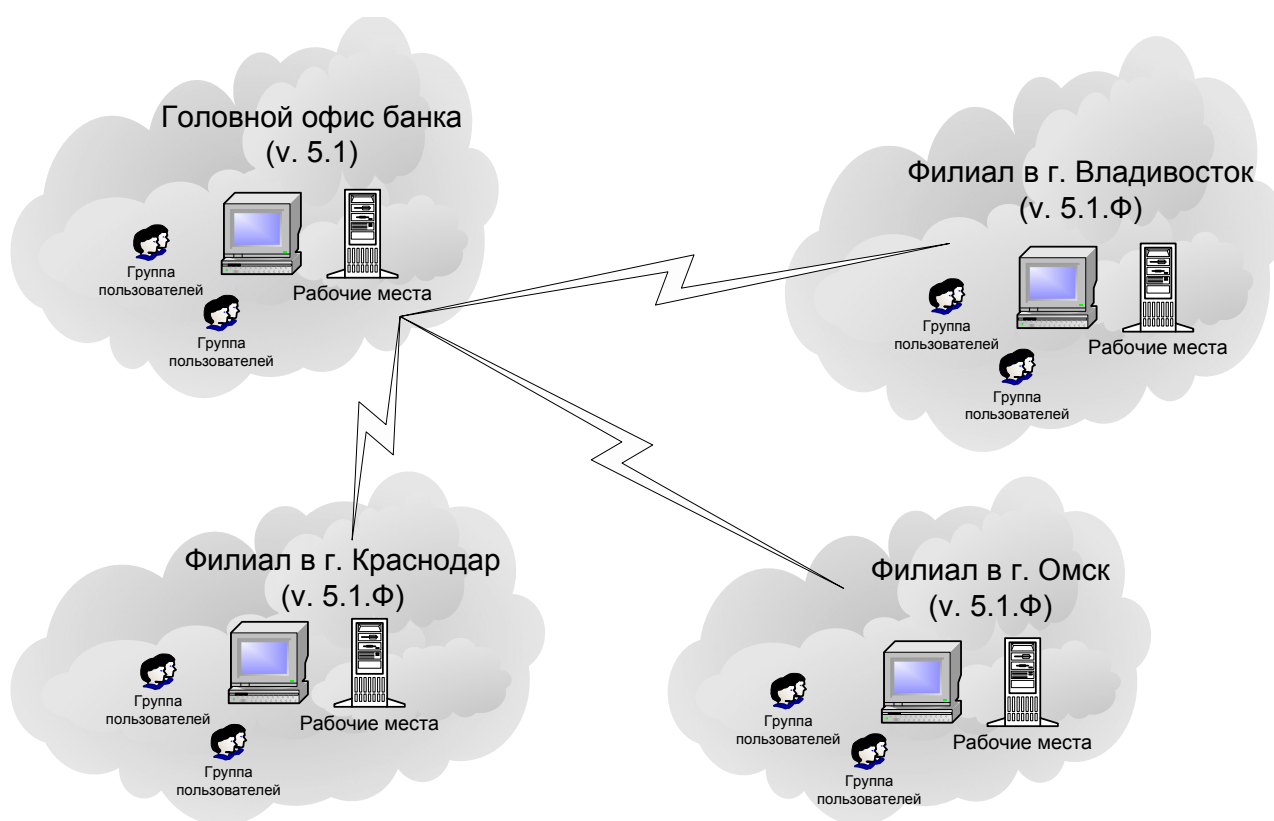 Головной офис банка
(v. 5.1)
Группа
пользователей
Рабочие места
Группа
пользователей
Филиал в г. Владивосток
(v. 5.1.Ф)
Группа
пользователей
Рабочие места
Группа
пользователей
Филиал в г. Краснодар
(v. 5.1.Ф)
Группа
пользователей
Рабочие места
Группа
пользователей
Филиал в г. Омск
(v. 5.1.Ф)
Группа
пользователей
Рабочие места
Группа
пользователей